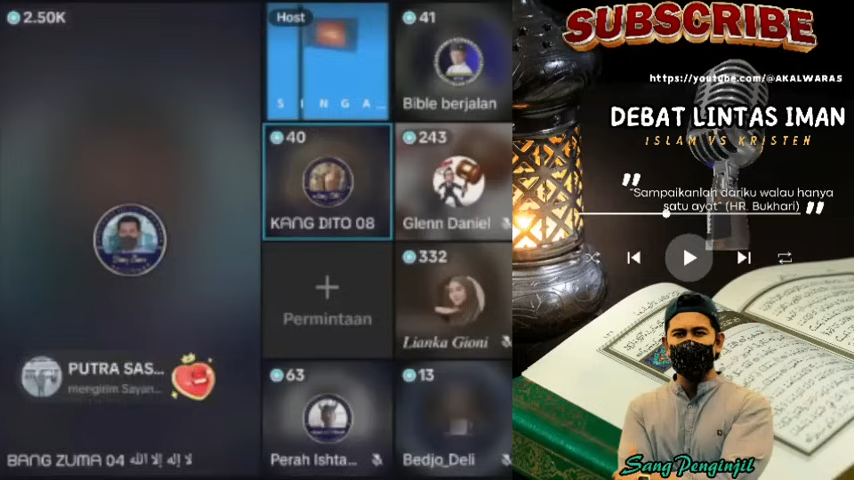 2.50K
Host
S I N G A...
41
Bible berjalan
40
KANG DITO 08
243
Glenn Daniel
Permintaan
332
Lianka Gioni
PUTRA SAS...
mengirim Sayan...
63
Perah Ishta...
13
Bedjo_Deli
BANG ZUMA 04 لا إله إلا الله
SUBSCRIBE
https://youtube.com/@AKALWARAS
DEBAT LINTAS IMAN
ISLAM VS KRISTEN
"Sampaikanlah dariku walau hanya
satu ayat" (HR. Bukhari)
Sang Penginjil